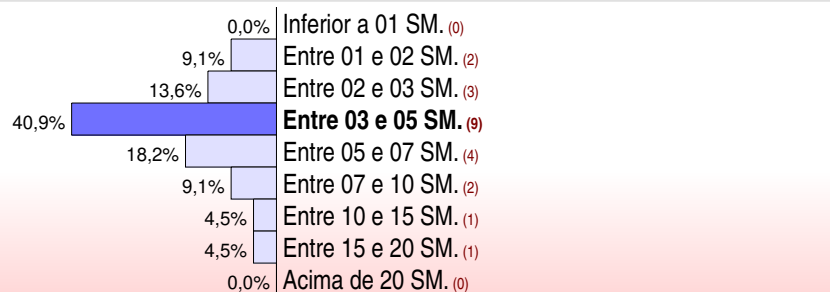 0,0% Inferior a 01 SM. (0)
9,1% Entre 01 e 02 SM. (2)
13,6% Entre 02 e 03 SM. (3)
40,9% Entre 03 e 05 SM. (9)
18,2% Entre 05 e 07 SM. (4)
9,1% Entre 07 e 10 SM. (2)
4,5% Entre 10 e 15 SM. (1)
4,5% Entre 15 e 20 SM. (1)
0,0% Acima de 20 SM. (0)